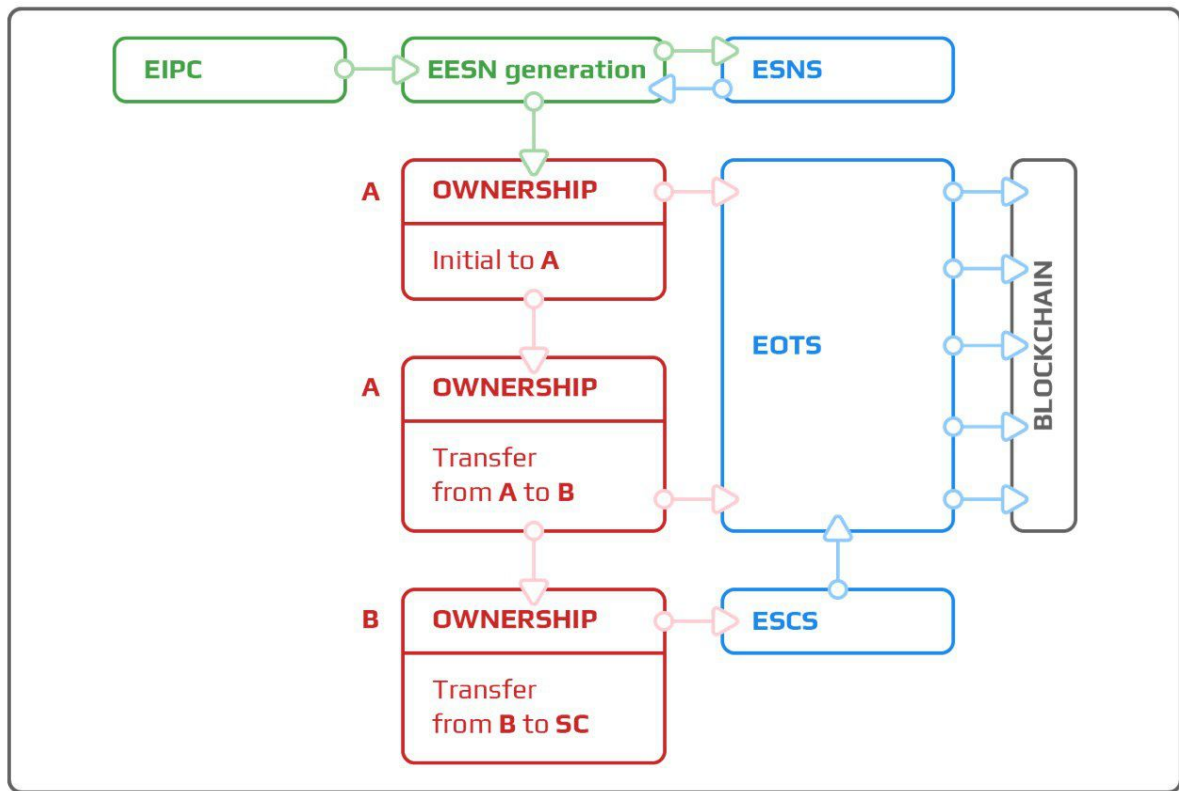 EIPC
EESN generation
ESNS
A
OWNERSHIP
Initial to A
EOTS
BLOCKCHAIN
A
OWNERSHIP
Transfer
from A to B
B
OWNERSHIP
ESCS
Transfer
from B to SC